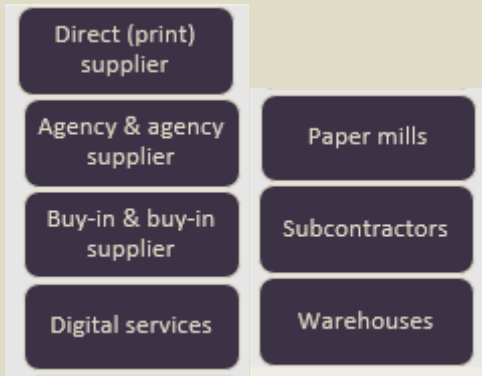 Direct (print)
supplier
Agency & agency
supplier
Buy-in & buy-in
supplier
Digital services
Paper mills
Subcontractors
Warehouses